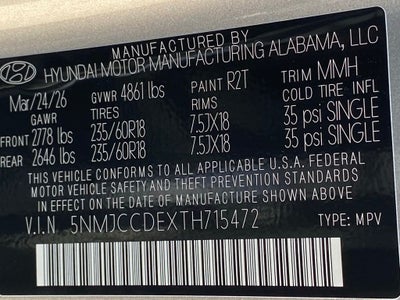 MANUFACTURED BY
HYUNDAI MOTOR MANUFACTURING ALABAMA, LLC
Mar/24/26 GVWR 4861 lbs PAINT R2T TRIM MMH
GAWR TIRES RIMS COLD TIRE INFL
FRONT 2778 lbs 235/60R18 7.5JX18 35 psi SINGLE
REAR 2646 lbs 235/60R18 7.5JX18 35 psi SINGLE
THIS VEHICLE CONFORMS TO ALL APPLICABLE U.S.A. FEDERAL
MOTOR VEHICLE SAFETY AND THEFT PREVENTION STANDARDS
IN EFFECT ON THE DATE OF MANUFACTURE SHOWN ABOVE.
V.I.N 5NMJCCDEXTH715472 TYPE: MPV